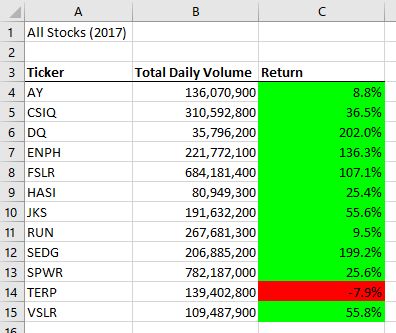 A B C
1 All Stocks (2017)
2
3 Ticker Total Daily Volume Return
4 AY 136,070,900 8.8%
5 CSIQ 310,592,800 36.5%
6 DQ 35,796,200 202.0%
7 ENPH 221,772,100 136.3%
8 FSLR 684,181,400 107.1%
9 HASI 80,949,300 25.4%
10 JKS 191,632,200 55.6%
11 RUN 267,681,300 9.5%
12 SEDG 206,885,200 199.2%
13 SPWR 782,187,000 25.6%
14 TERP 139,402,800 -7.9%
15 VSLR 109,487,900 55.8%